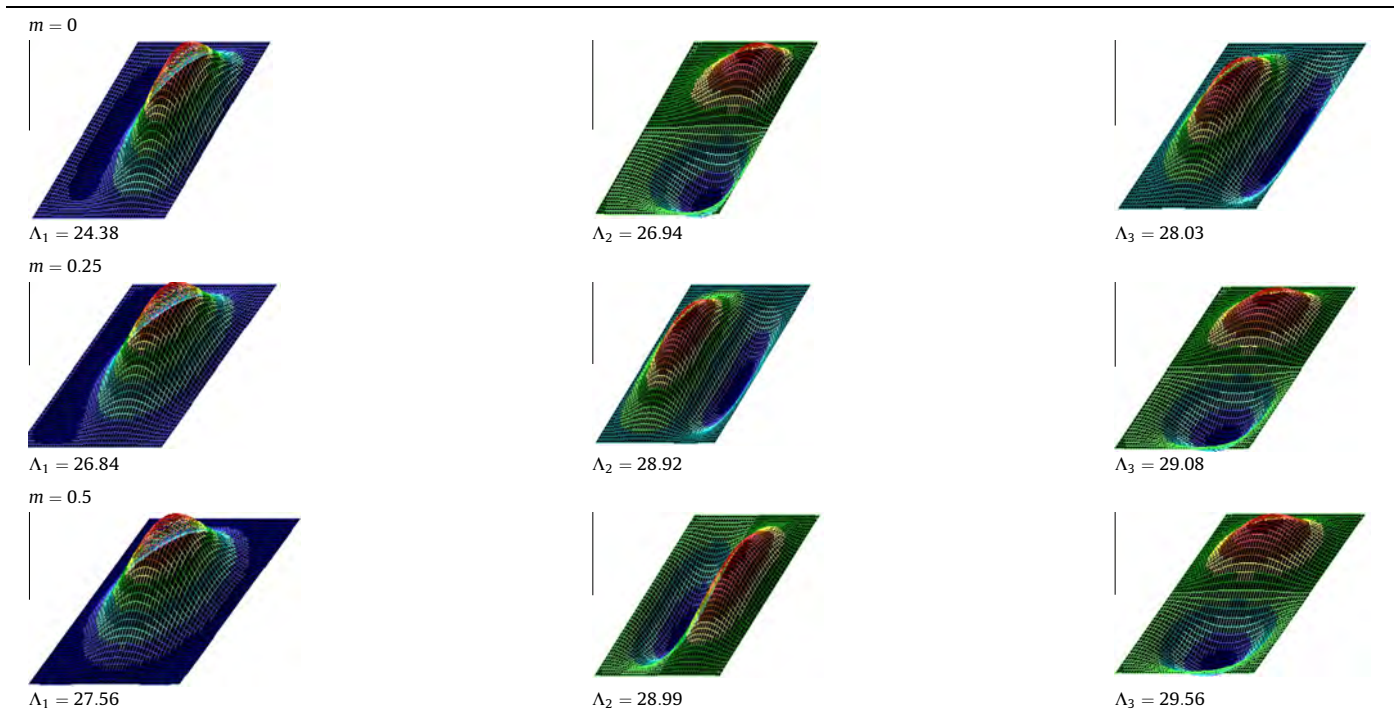 m = 0
Λ₁ = 24.38 Λ₂ = 26.94 Λ₃ = 28.03
m = 0.25
Λ₁ = 26.84 Λ₂ = 28.92 Λ₃ = 29.08
m = 0.5
Λ₁ = 27.56 Λ₂ = 28.99 Λ₃ = 29.56